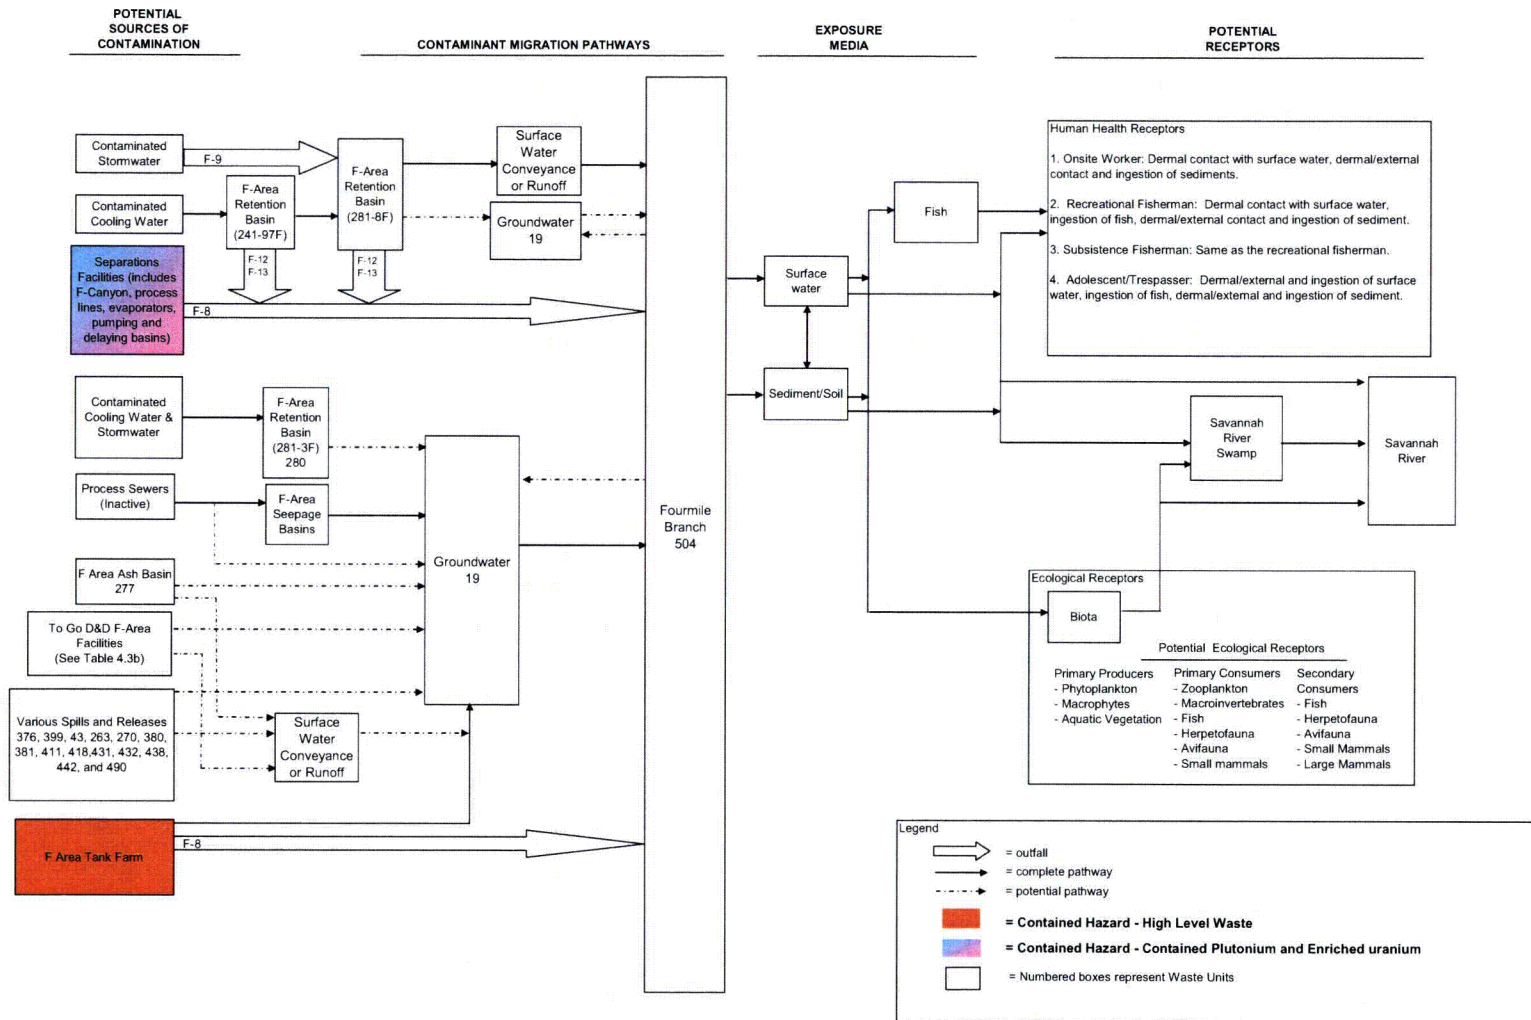 POTENTIAL
SOURCES OF
CONTAMINATION
CONTAMINANT MIGRATION PATHWAYS
EXPOSURE
MEDIA
POTENTIAL
RECEPTORS
Contaminated
Stormwater
F-9
Contaminated
Cooling Water
F-Area
Retention
Basin
(241-97F)
F-Area
Retention
Basin
(281-8F)
Surface
Water
Conveyance
or Runoff
Groundwater
19
F-12
F-13
F-12
F-13
Separations
Facilities (includes
F-Canyon, process
lines, evaporators,
pumping and
delaying basins)
F-8
Contaminated
Cooling Water &
Stormwater
F-Area
Retention
Basin
(281-3F)
280
Process Sewers
(Inactive)
F-Area
Seepage
Basins
F Area Ash Basin
277
To Go D&D F-Area
Facilities
(See Table 4.3b)
Various Spills and Releases
376, 399, 43, 263, 270, 380,
381, 411, 418,431, 432, 438,
442, and 490
Surface
Water
Conveyance
or Runoff
Groundwater
19
F Area Tank Farm
F-8
Fourmile
Branch
504
Surface
water
Sediment/Soil
Fish
Human Health Receptors
1. Onsite Worker: Dermal contact with surface water, dermal/external
contact and ingestion of sediments.
2. Recreational Fisherman: Dermal contact with surface water,
ingestion of fish, dermal/external contact and ingestion of sediment.
3. Subsistence Fisherman: Same as the recreational fisherman.
4. Adolescent/Trespasser: Dermal/external and ingestion of surface
water, ingestion of fish, dermal/external and ingestion of sediment.
Savannah
River
Swamp
Savannah
River
Ecological Receptors
Biota
Potential Ecological Receptors
Primary Producers
- Phytoplankton
- Macrophytes
- Aquatic Vegetation
Primary Consumers
- Zooplankton
- Macroinvertebrates
- Fish
- Herpetofauna
- Avifauna
- Small mammals
Secondary
Consumers
- Fish
- Herpetofauna
- Avifauna
- Small Mammals
- Large Mammals
Legend
= outfall
= complete pathway
= potential pathway
= Contained Hazard - High Level Waste
= Contained Hazard - Contained Plutonium and Enriched uranium
= Numbered boxes represent Waste Units